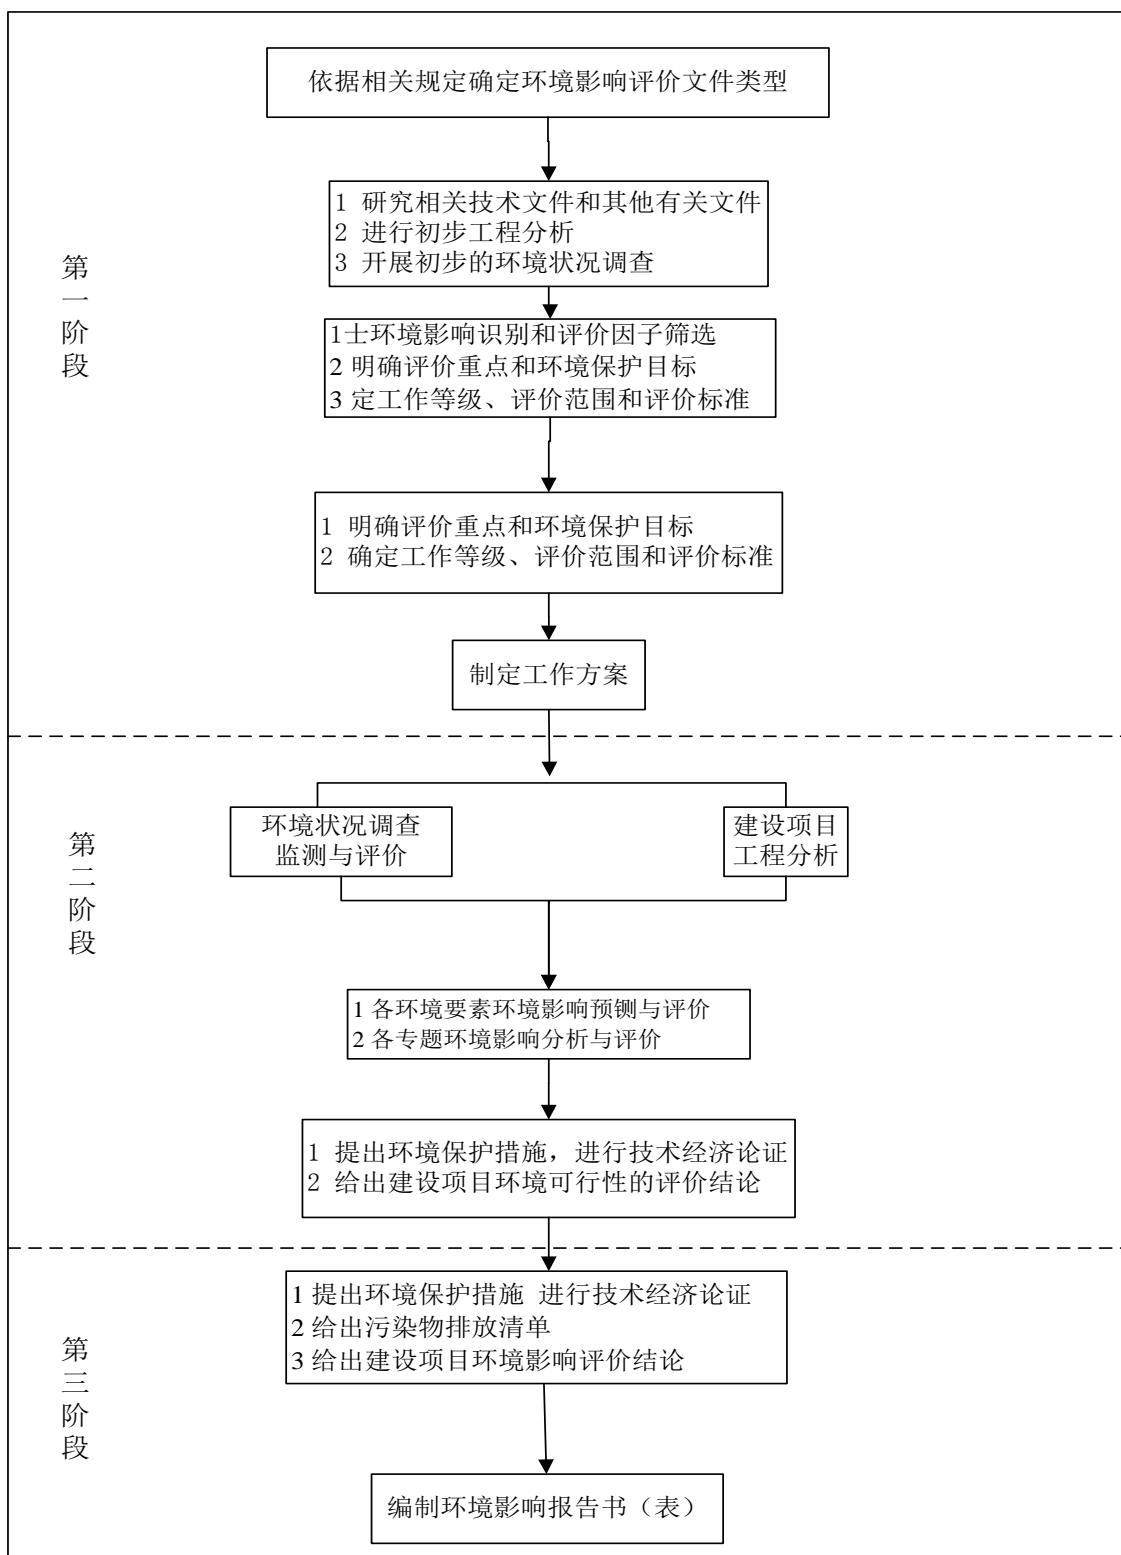 依据相关规定确定环境影响评价文件类型
1 研究相关技术文件和其他有关文件
2 进行初步工程分析
3 开展初步的环境状况调查
第一阶段
1士环境影响识别和评价因子筛选
2 明确评价重点和环境保护目标
3 定工作等级、评价范围和评价标准
1 明确评价重点和环境保护目标
2 确定工作等级、评价范围和评价标准
制定工作方案
第二阶段
环境状况调查
监测与评价
建设项目
工程分析
1 各环境要素环境影响预铡与评价
2 各专题环境影响分析与评价
1 提出环境保护措施，进行技术经济论证
2 给出建设项目环境可行性的评价结论
第三阶段
1 提出环境保护措施 进行技术经济论证
2 给出污染物排放清单
3 给出建设项目环境影响评价结论
编制环境影响报告书（表）